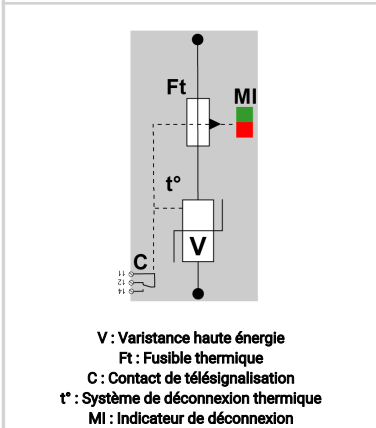 Ft
MI
t°
V
C
11
12
14
V : Varistance haute énergie
Ft : Fusible thermique
C : Contact de télésignalisation
t° : Système de déconnexion thermique
MI : Indicateur de déconnexion